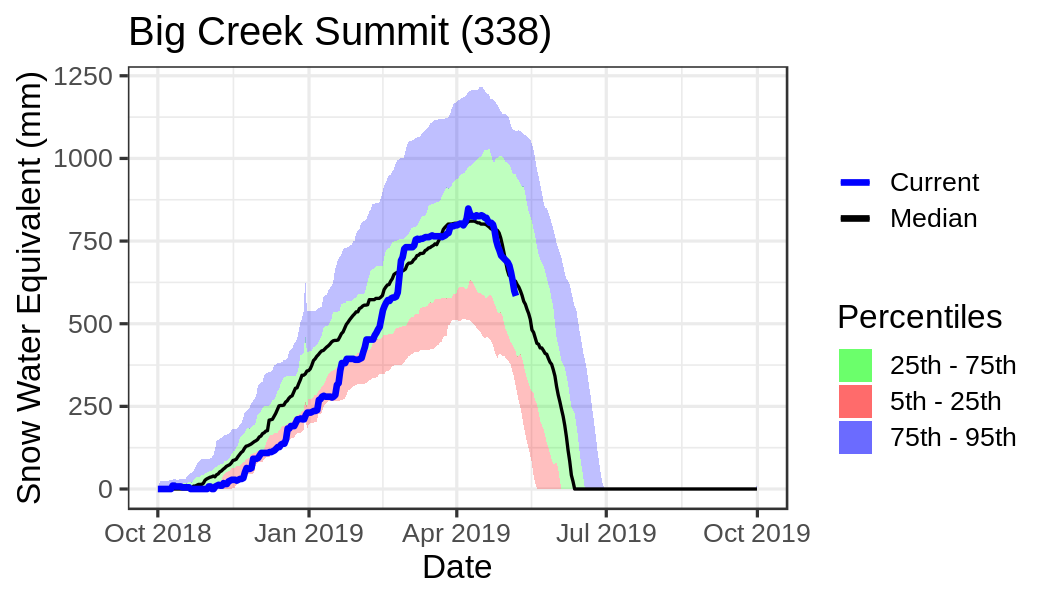 Big Creek Summit (338)
Snow Water Equivalent (mm)
1250
1000
750
500
250
0
Oct 2018
Jan 2019
Apr 2019
Jul 2019
Oct 2019
Date
Current
Median
Percentiles
25th - 75th
5th - 25th
75th - 95th